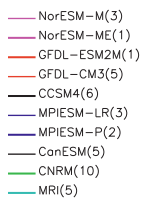 NorESM-M(3)
NorESM-ME(1)
GFDL-ESM2M(1)
GFDL-CM3(5)
CCSM4(6)
MPIESM-LR(3)
MPIESM-P(2)
CanESM(5)
CNRM(10)
MRI(5)